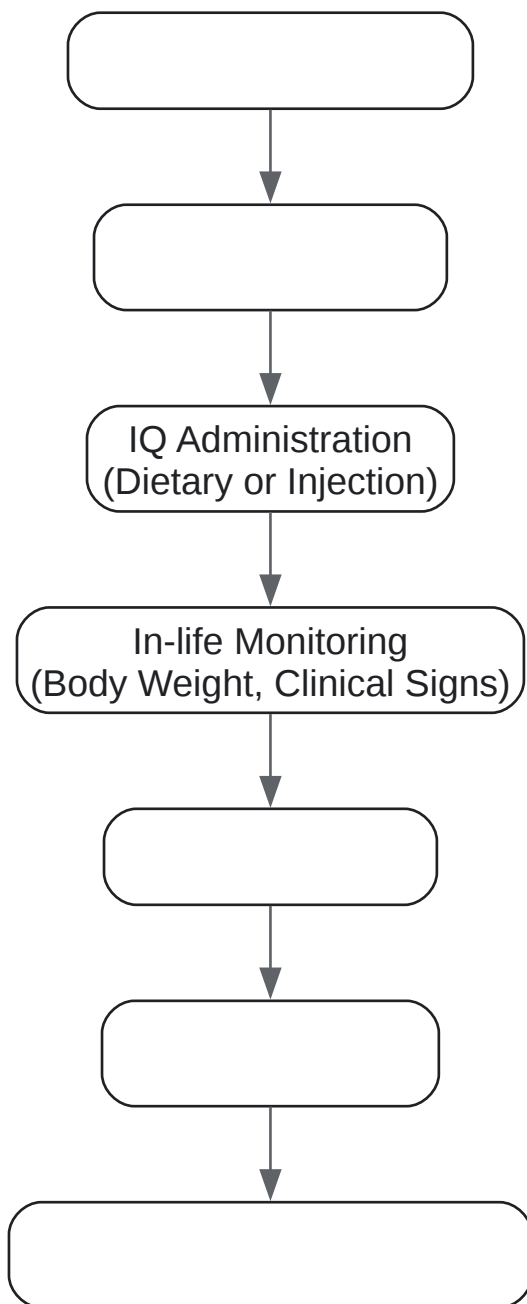 IQ Administration
(Dietary or Injection)
In-life Monitoring
(Body Weight, Clinical Signs)